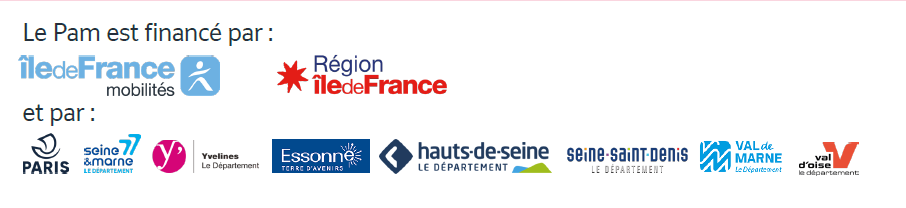 Le Pam est financé par :
îledeFrance
mobilités
Région
îledeFrance
et par :
PARIS
seine 77
&marne
LE DÉPARTEMENT
y'
Yvelines
Le Département
Essonne
TERRE D'AVENIRS
hauts-de-seine
LE DÉPARTEMENT
seine-saint-denis
LE DÉPARTEMENT
VAL de
MARNE
Le Département
val
d'oise
le département